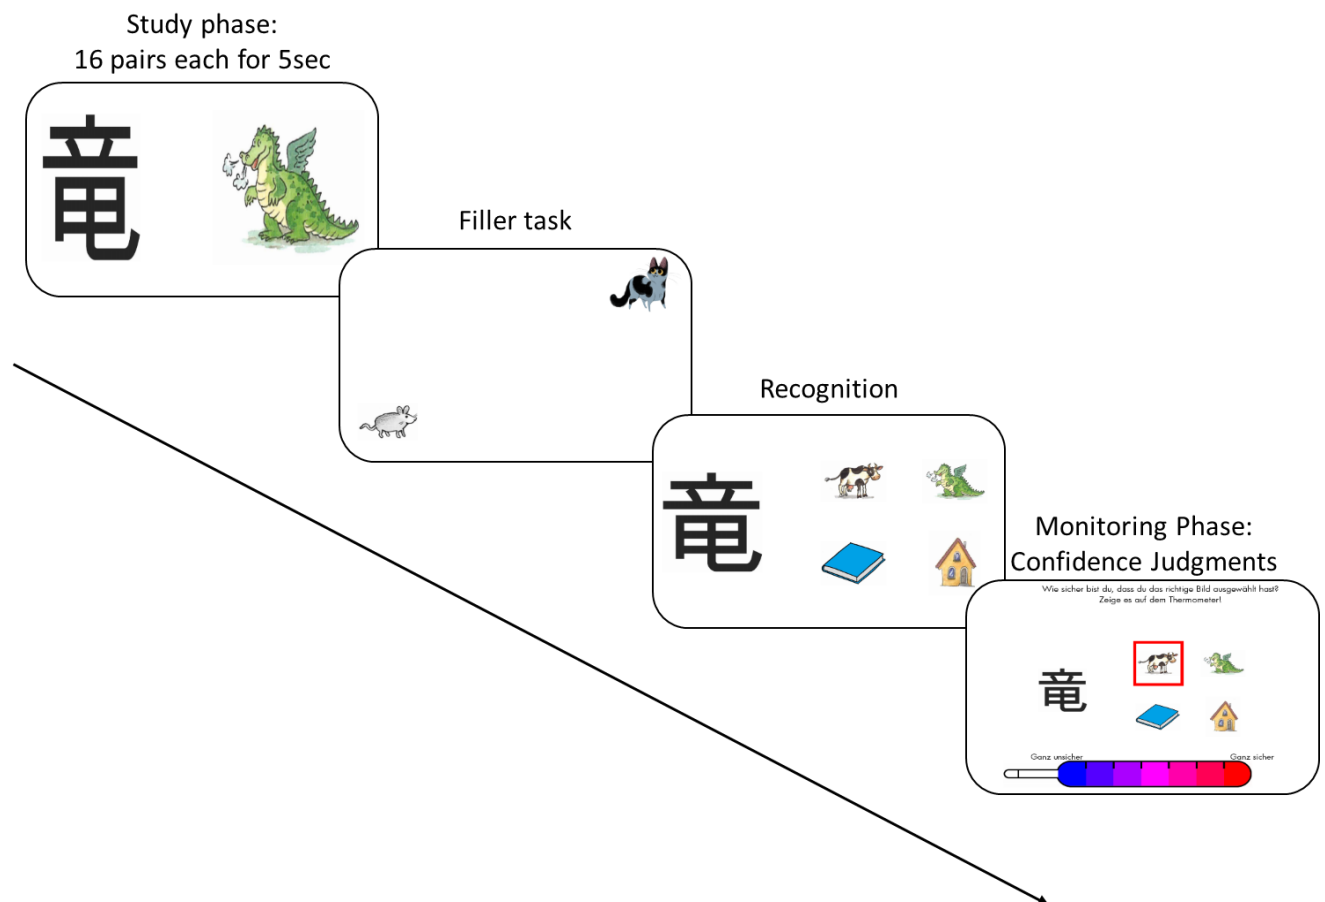 Study phase:
16 pairs each for 5sec
竜
Filler task
Recognition
竜
Monitoring Phase:
Confidence Judgments
Wie sicher bist du, dass du das richtige Bild ausgewählt hast?
Zeige es auf dem Thermometer!
竜
Ganz unsicher
Ganz sicher